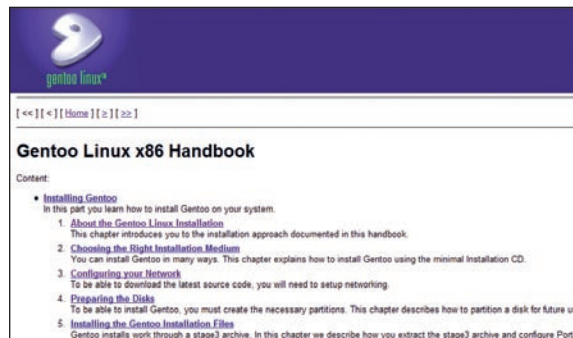 gentoo linux
[ << ] [ < ] [ Home ] [ > ] [ >> ]
Gentoo Linux x86 Handbook
Content:
• Installing Gentoo
In this part you learn how to install Gentoo on your system.
1. About the Gentoo Linux Installation
This chapter introduces you to the installation approach documented in this handbook.
2. Choosing the Right Installation Medium
You can install Gentoo in many ways. This chapter explains how to install Gentoo using the minimal Installation CD.
3. Configuring your Network
To be able to download the latest source code, you will need to setup networking.
4. Preparing the Disks
To be able to install Gentoo, you must create the necessary partitions. This chapter describes how to partition a disk for future u
5. Installing the Gentoo Installation Files
Gentoo installs work through a stage3 archive. In this chapter we describe how you extract the stage3 archive and configure Port